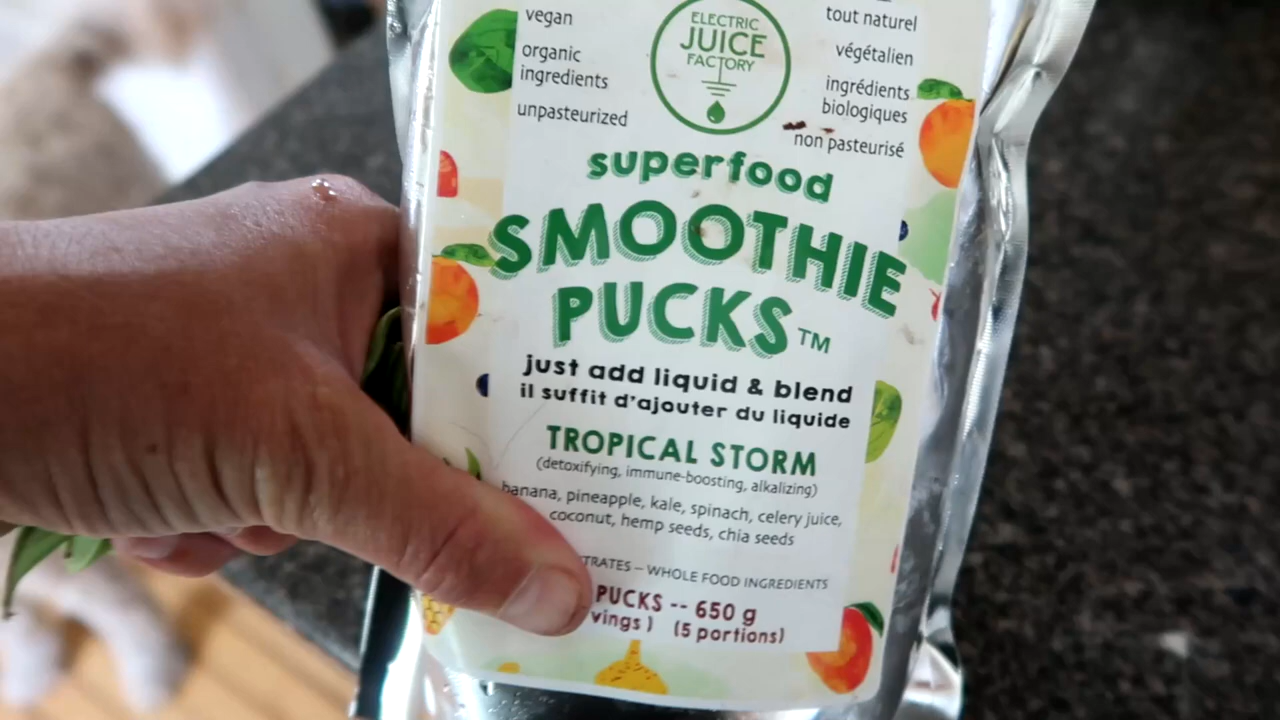 vegan
organic
ingredients
unpasteurized
ELECTRIC
JUICE
FACTORY
tout naturel
végétalien
ingrédients
biologiques
non pasteurisé
superfood
SMOOTHIE
PUCKS™
just add liquid & blend
il suffit d'ajouter du liquide
TROPICAL STORM
(detoxifying, immune-boosting, alkalizing)
banana, pineapple, kale, spinach, celery juice,
coconut, hemp seeds, chia seeds
– WHOLE FOOD INGREDIENTS
PUCKS -- 650 g
(5 portions)